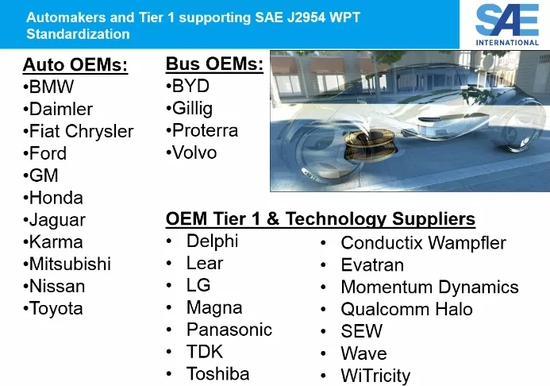 Automakers and Tier 1 supporting SAE J2954 WPT
Standardization
SAE
INTERNATIONAL
Auto OEMs:
•BMW
•Daimler
•Fiat Chrysler
•Ford
•GM
•Honda
•Jaguar
•Karma
•Mitsubishi
•Nissan
•Toyota
Bus OEMs:
•BYD
•Gillig
•Proterra
•Volvo
OEM Tier 1 & Technology Suppliers
• Delphi
• Lear
• LG
• Magna
• Panasonic
• TDK
• Toshiba
• Conductix Wampfler
• Evatran
• Momentum Dynamics
• Qualcomm Halo
• SEW
• Wave
• WiTricity